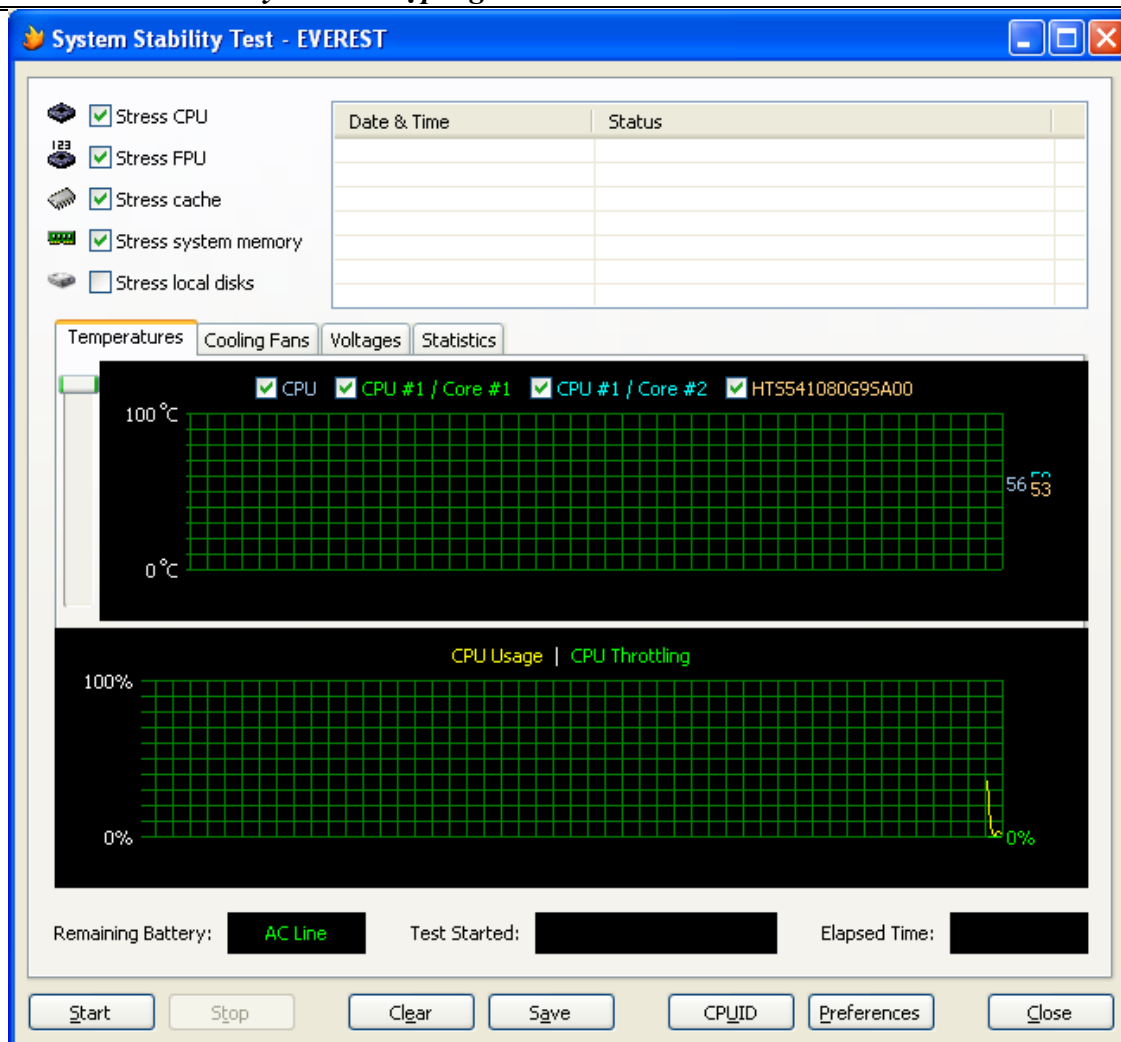 System Stability Test - EVEREST
Stress CPU
123
Stress FPU
Stress cache
Stress system memory
Stress local disks
Date & Time Status
Temperatures Cooling Fans Voltages Statistics
CPU CPU #1 / Core #1 CPU #1 / Core #2 HTS541080G9SA00
100°C
56 53
0°C
CPU Usage | CPU Throttling
100%
0% 0%
Remaining Battery: AC Line Test Started: Elapsed Time:
Start Stop Clear Save CPUID Preferences Close